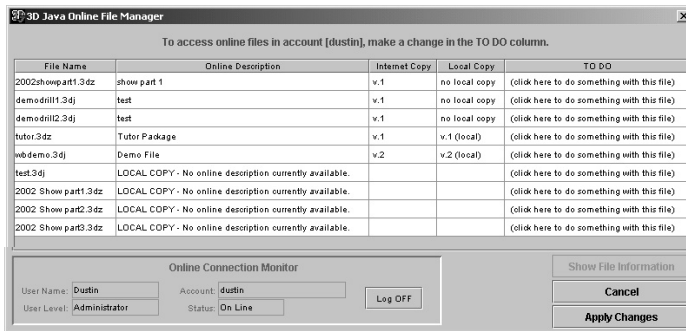 3D Java Online File Manager
To access online files in account [dustin], make a change in the TO DO column.
File Name Online Description Internet Copy Local Copy TO DO
2002showpart1.3dz show part 1 v.1 no local copy (click here to do something with this file)
demodrill1.3dj test v.1 no local copy (click here to do something with this file)
demodrill2.3dj test v.1 no local copy (click here to do something with this file)
tutor.3dz Tutor Package v.1 v.1 (local) (click here to do something with this file)
wbdemo.3dj Demo File v.2 v.2 (local) (click here to do something with this file)
test.3dj LOCAL COPY - No online description currently available. (click here to do something with this file)
2002 Show part1.3dz LOCAL COPY - No online description currently available. (click here to do something with this file)
2002 Show part2.3dz LOCAL COPY - No online description currently available. (click here to do something with this file)
2002 Show part3.3dz LOCAL COPY - No online description currently available. (click here to do something with this file)
Online Connection Monitor
User Name: Dustin Account: dustin
User Level: Administrator Status: On Line
Log OFF
Show File Information
Cancel
Apply Changes